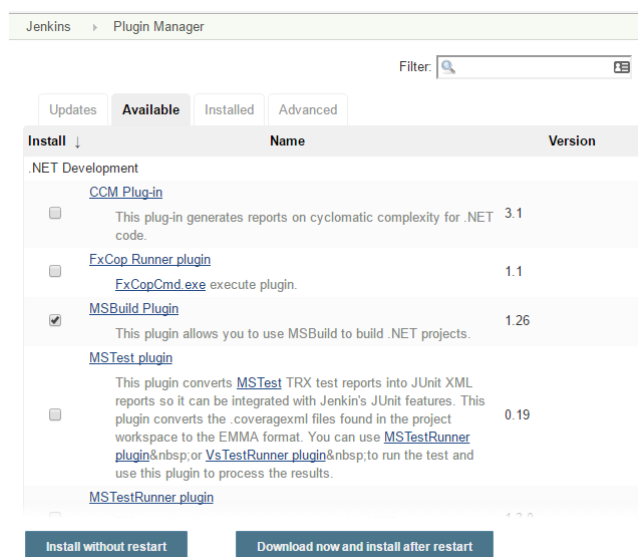 Jenkins Plugin Manager
Filter:
Updates Available Installed Advanced
Install ↓ Name Version
.NET Development
CCM Plug-in
This plug-in generates reports on cyclomatic complexity for .NET 3.1
code.
FxCop Runner plugin
FxCopCmd.exe execute plugin. 1.1
MSBuild Plugin
This plugin allows you to use MSBuild to build .NET projects. 1.26
MSTest plugin
This plugin converts MSTest TRX test reports into JUnit XML
reports so it can be integrated with Jenkin's JUnit features. This
plugin converts the .coveragexml files found in the project 0.19
workspace to the EMMA format. You can use MSTestRunner
plugin&nbsp;or VsTestRunner plugin&nbsp;to run the test and
use this plugin to process the results.
MSTestRunner plugin
Install without restart Download now and install after restart